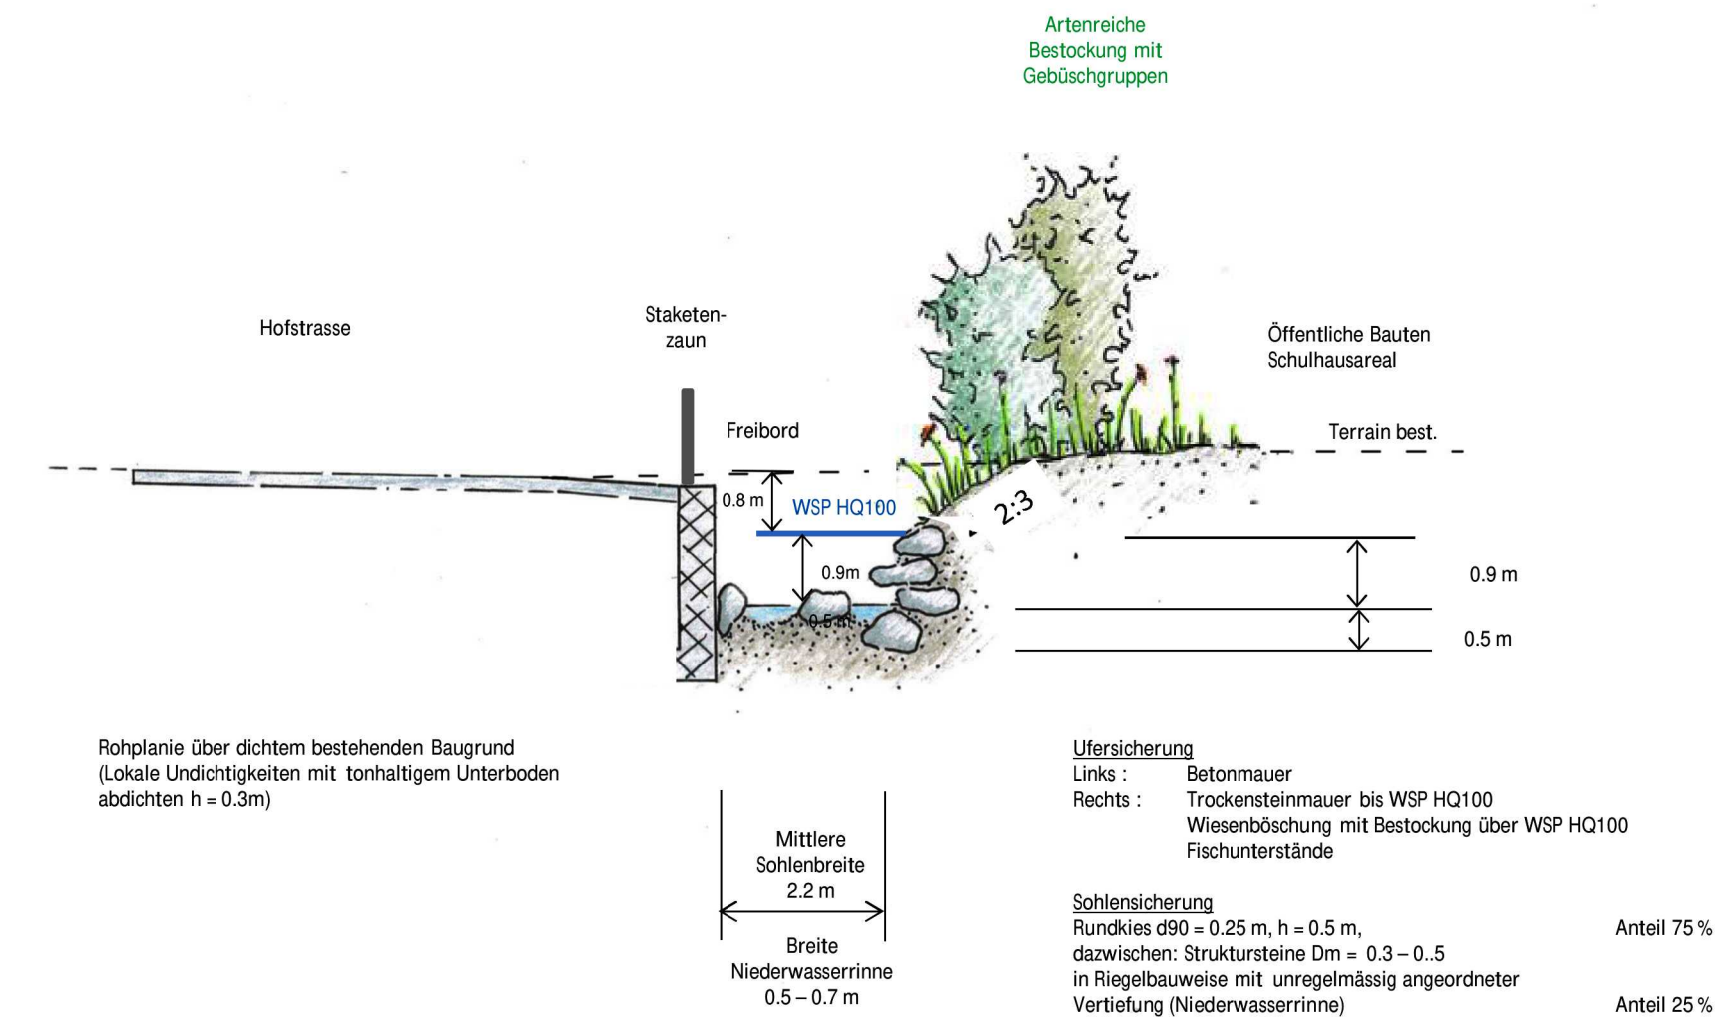 Artenreiche
Bestockung mit
Gebüschgruppen
Hofstrasse
Staketen-
zaun
Öffentliche Bauten
Schulhausareal
Freibord
Terrain best.
0.8 m
WSP HQ100
2:3
0.9m
0.9 m
0.5 m
0.5 m
Rohplanie über dichtem bestehenden Baugrund
(Lokale Undichtigkeiten mit tonhaltigem Unterboden
abdichten h = 0.3m)
Mittlere
Sohlenbreite
2.2 m
Breite
Niederwasserrinne
0.5 – 0.7 m
Ufersicherung
Links : Betonmauer
Rechts : Trockensteinmauer bis WSP HQ100
Wiesenböschung mit Bestockung über WSP HQ100
Fischunterstände
Sohlensicherung
Rundkies d90 = 0.25 m, h = 0.5 m, Anteil 75 %
dazwischen: Struktursteine Dm = 0.3 – 0..5
in Riegelbauweise mit unregelmässig angeordneter
Vertiefung (Niederwasserrinne) Anteil 25 %